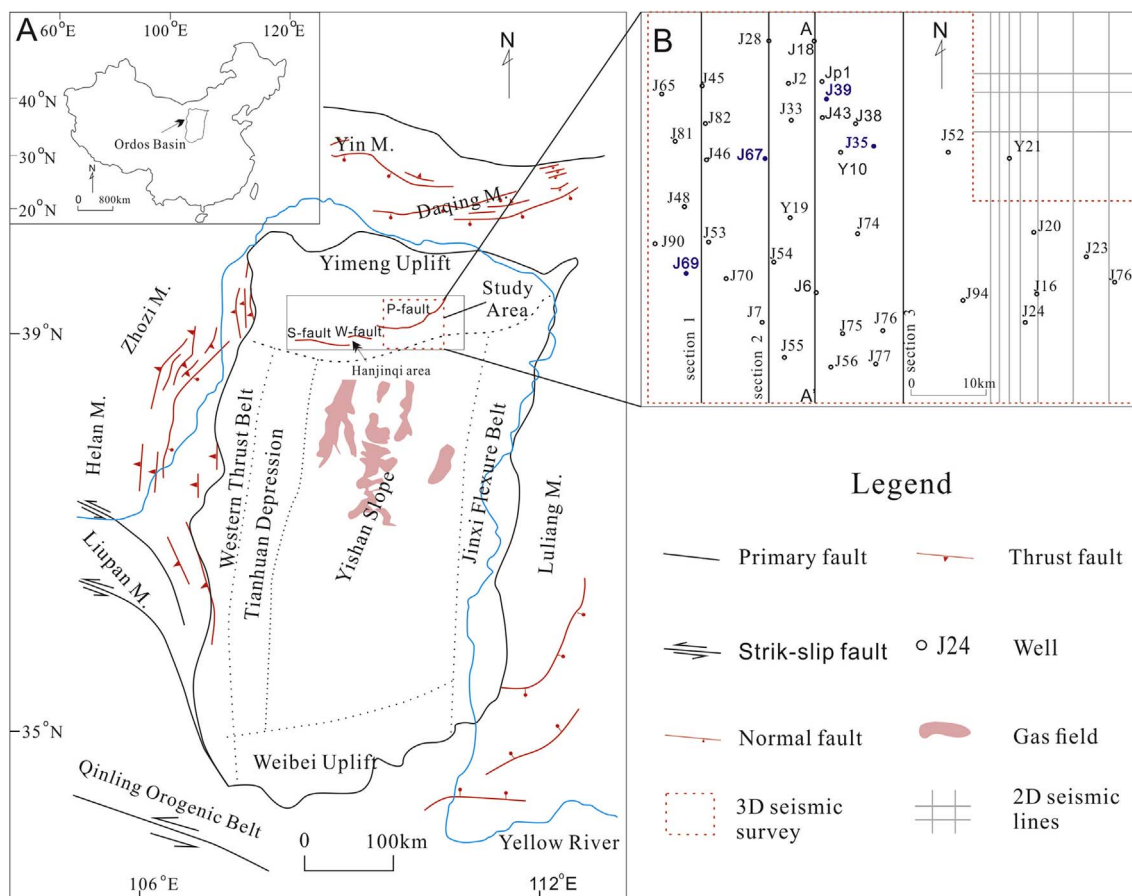 A
60°E
100°E
120°E
40°N
30°N
20°N
Ordos Basin
N
0 800km
N
Yin M.
Daqing M.
Yimeng Uplift
Zhozi M.
Study
Area
P-fault
S-fault
W-fault
Hanjinqi area
39°N
Helan M.
Western Thrust Belt
Tianhuan Depression
Yishan Slope
Jinxi Flexure Belt
Luliang M.
Liupan M.
35°N
Weibei Uplift
Qinling Orogenic Belt
0 100km
Yellow River
106°E
112°E
B
J28
A
J18
N
J65
J45
J2
Jp1
J39
J33
J43
J38
J81
J82
J52
J46
J67
J35
Y10
Y21
J48
Y19
J74
J20
J90
J53
J54
J23
J69
J70
J6
J94
J16
J76
J7
J75
J76
J24
J55
J56
J77
section 1
section 2
section 3
A'
0 10km
Legend
Primary fault
Thrust fault
Strik-slip fault
J24
Well
Normal fault
Gas field
3D seismic
survey
2D seismic
lines